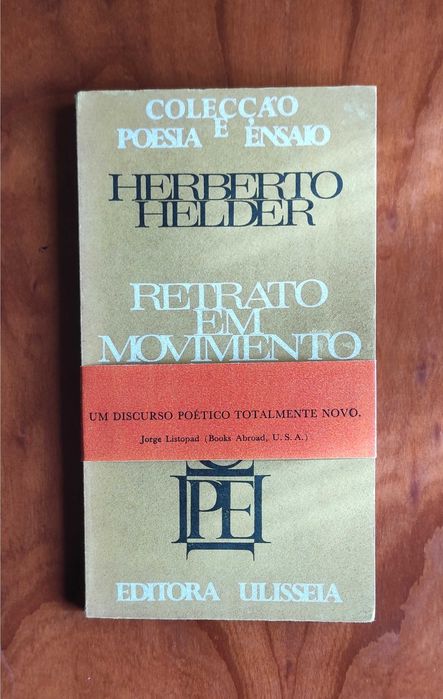 COLECÇÃO
POESIA E ENSAIO
HERBERTO
HELDER
RETRATO
EM
MOVIMENTO
UM DISCURSO POÉTICO TOTALMENTE NOVO.
Jorge Listopad (Books Abroad, U. S. A.)
PE
EDITORA ULISSEIA